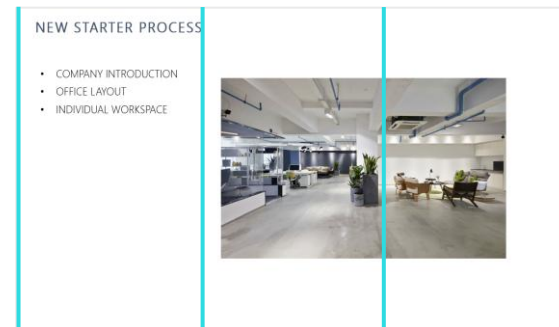 NEW STARTER PROCESS
• COMPANY INTRODUCTION
• OFFICE LAYOUT
• INDIVIDUAL WORKSPACE